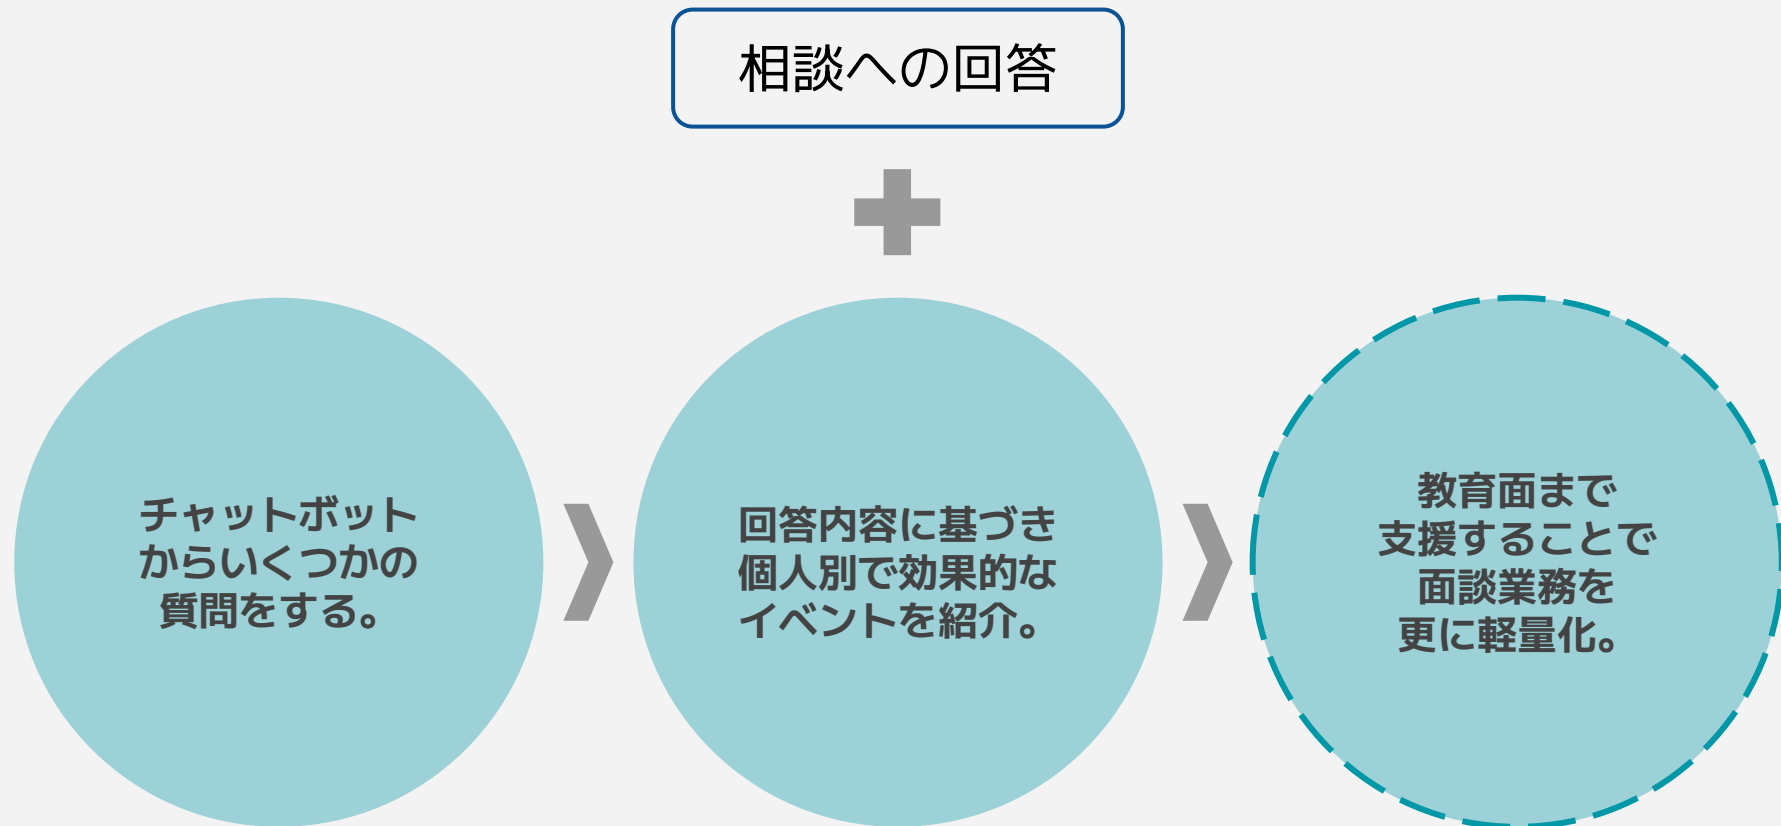 相談への回答
チャットボット
からいくつかの
質問をする。
回答内容に基づき
個人別で効果的な
イベントを紹介。
教育面まで
支援することで
面談業務を
更に軽量化。